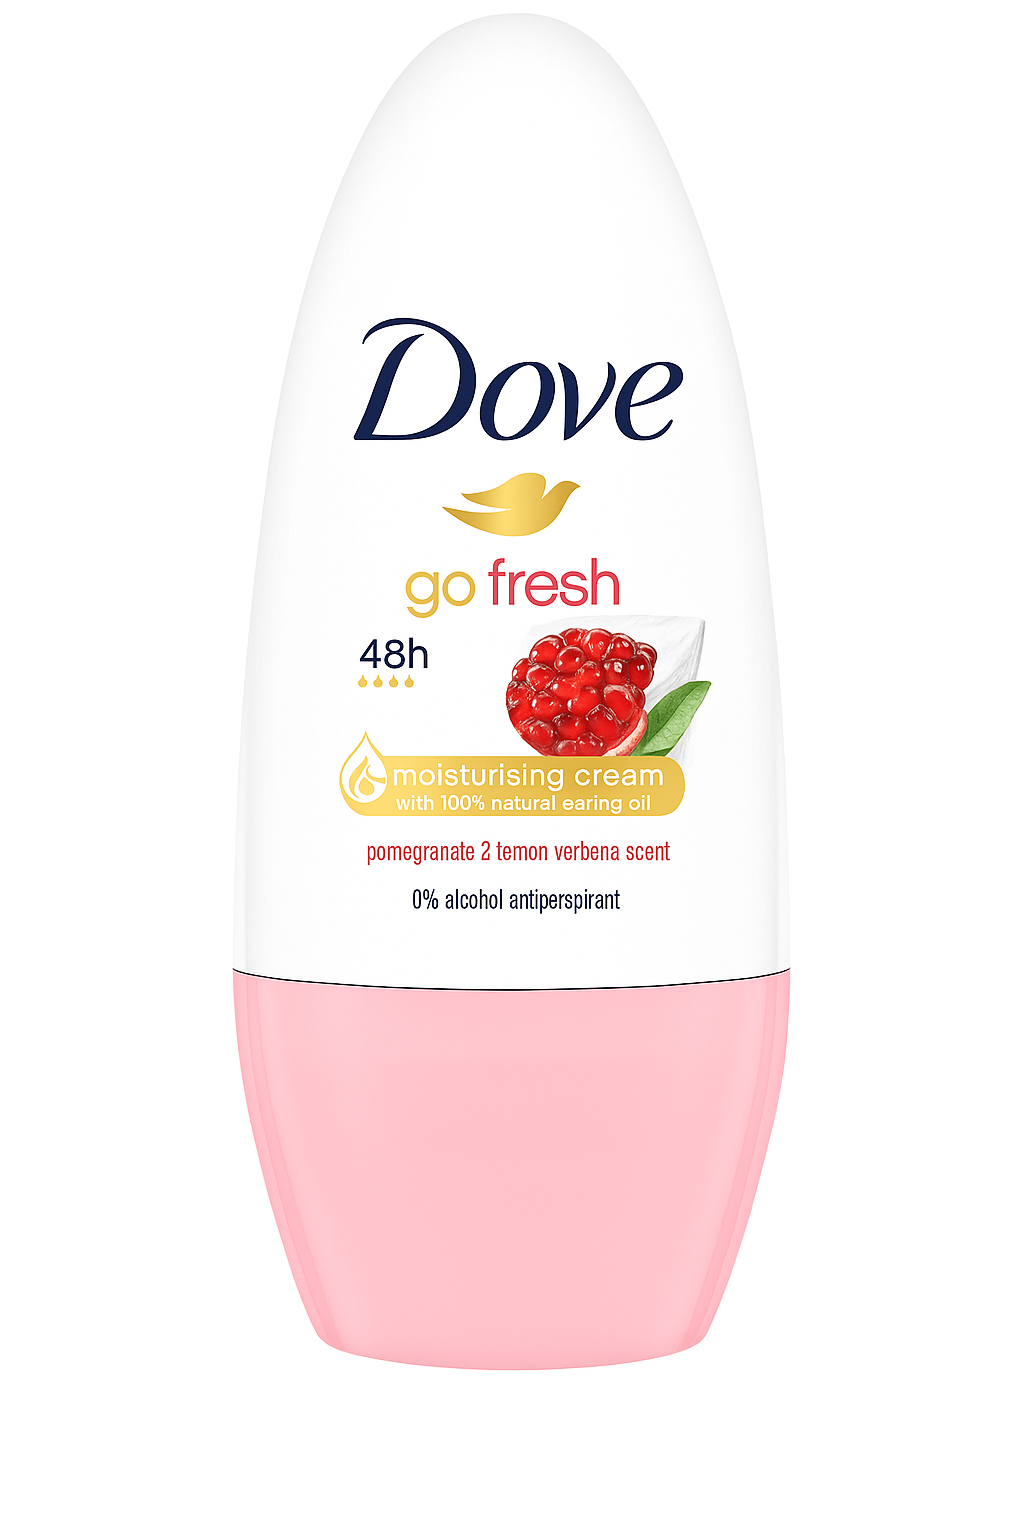 Dove
go fresh
48h
moisturising cream
with 100% natural earing oil
pomegranate 2 temon verbena scent
0% alcohol antiperspirant